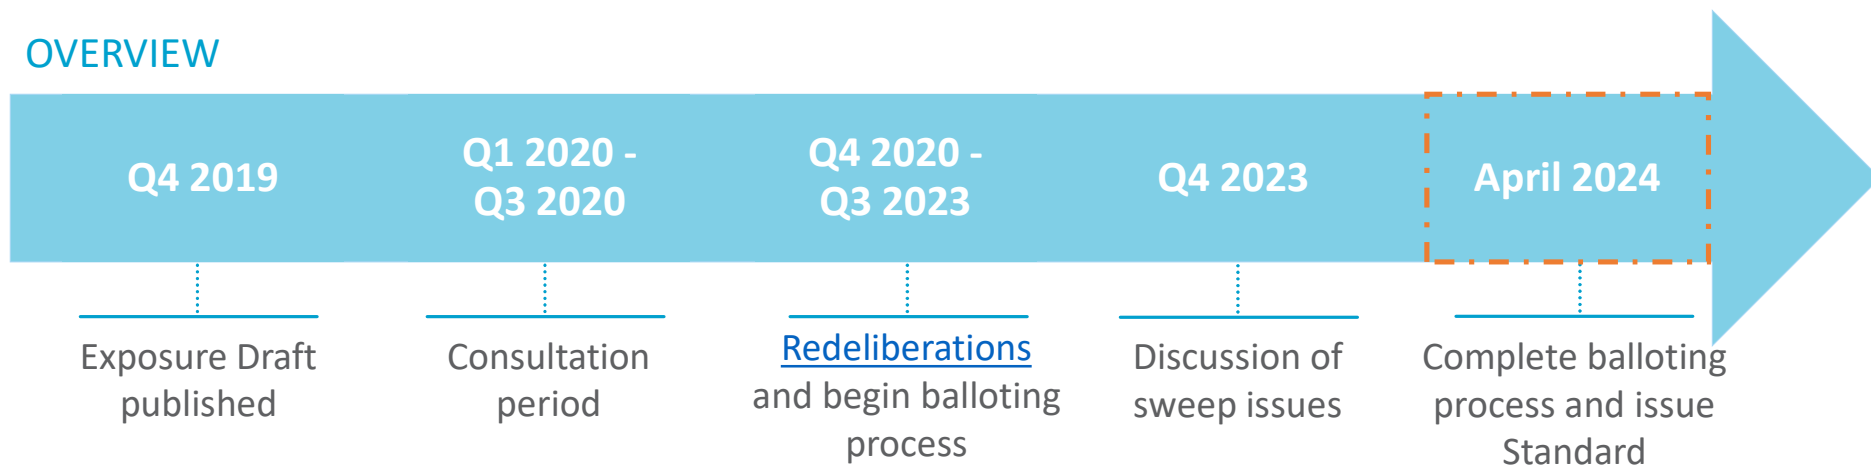 OVERVIEW
Q4 2019
Q1 2020 -
Q3 2020
Q4 2020 -
Q3 2023
Q4 2023
April 2024
Exposure Draft
published
Consultation
period
Redeliberations
and begin balloting
process
Discussion of
sweep issues
Complete balloting
process and issue
Standard